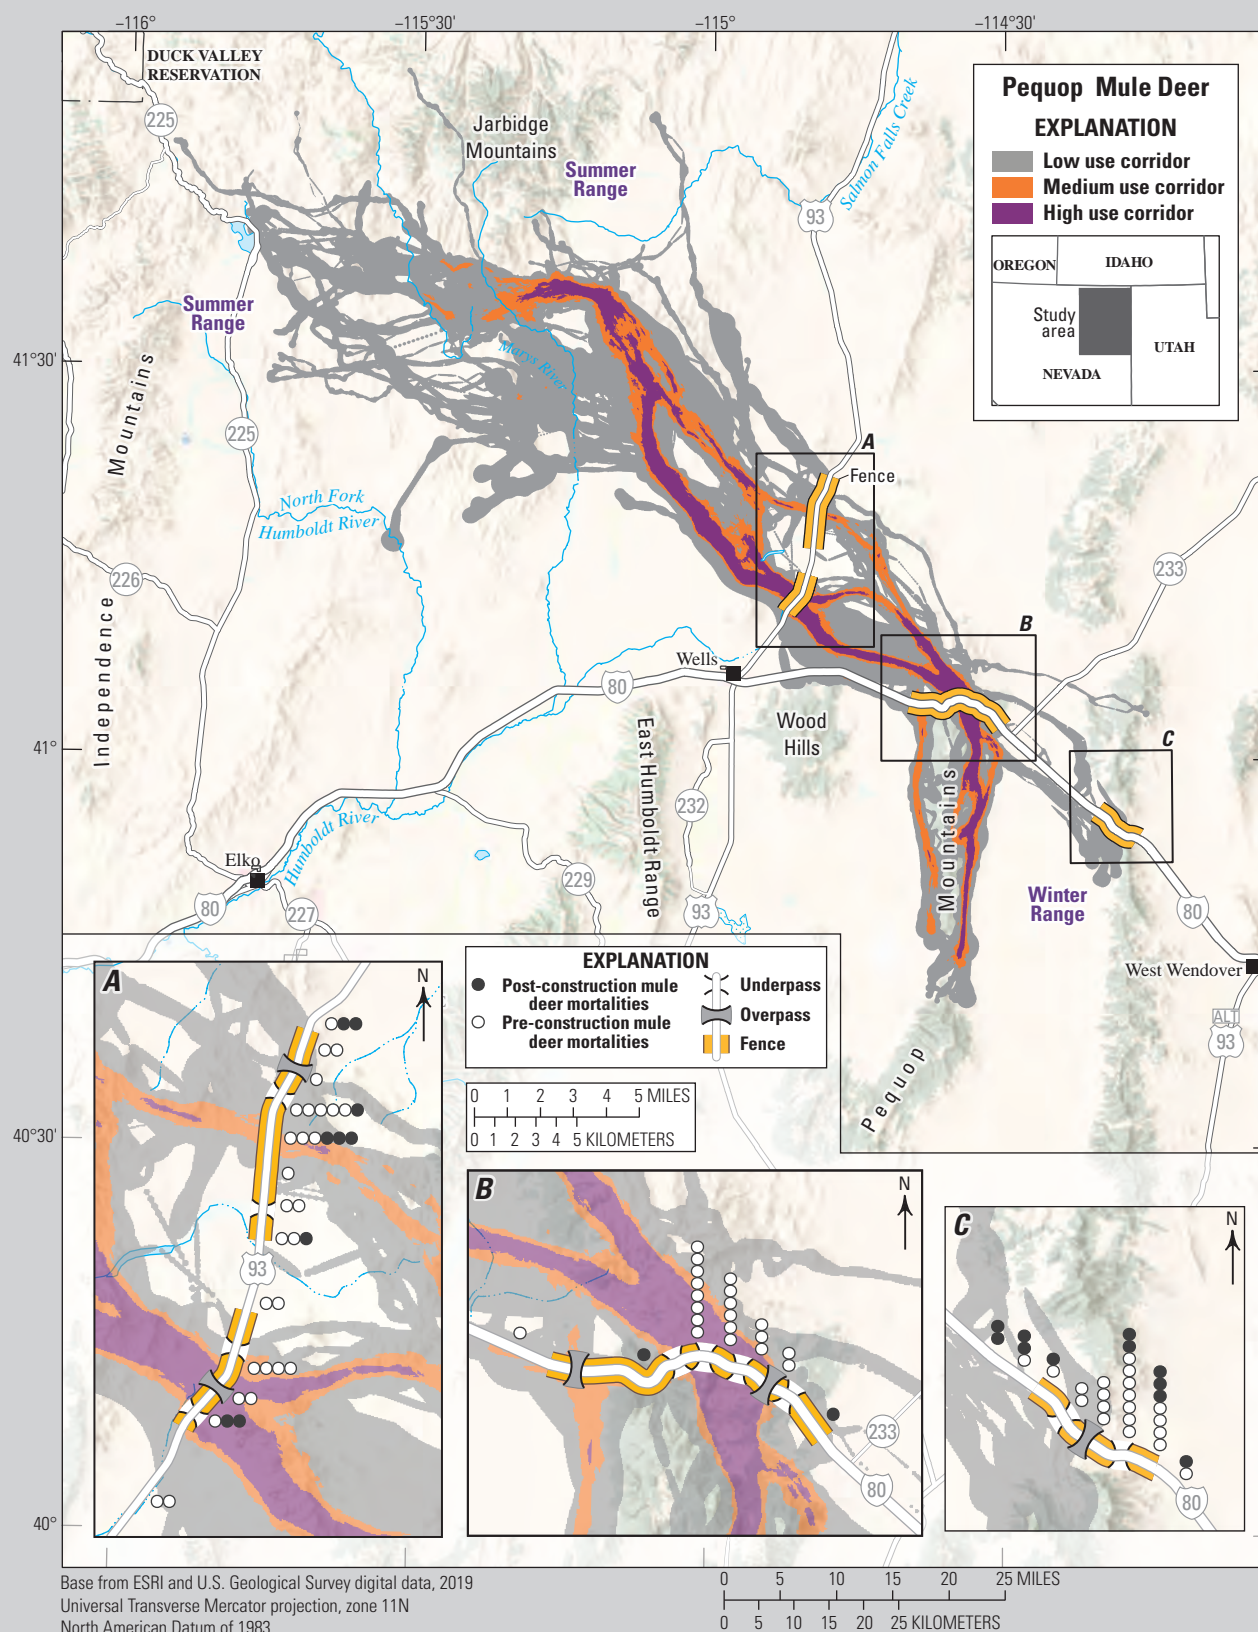 −116°
−115°30'
−115°
−114°30'
DUCK VALLEY
RESERVATION
225
Jarbidge
Mountains
Summer
Range
Salmon Falls Creek
93
Pequop Mule Deer
EXPLANATION
Low use corridor
Medium use corridor
High use corridor
OREGON
IDAHO
Study
area
UTAH
NEVADA
Summer
Range
41°30'
Marys River
Mountains
225
A
Fence
North Fork
Humboldt River
226
233
Independence
B
Wells
80
41°
Wood
Hills
East Humboldt Range
C
232
Mountains
Humboldt River
Elko
229
Winter
Range
80
227
93
80
West Wendover
ALT
93
Pequop
EXPLANATION
Post-construction mule
deer mortalities
Pre-construction mule
deer mortalities
Underpass
Overpass
Fence
0 1 2 3 4 5 MILES
0 1 2 3 4 5 KILOMETERS
40°30'
40°
A
N
93
B
N
233
80
C
N
80
Base from ESRI and U.S. Geological Survey digital data, 2019
Universal Transverse Mercator projection, zone 11N
North American Datum of 1983
0 5 10 15 20 25 MILES
0 5 10 15 20 25 KILOMETERS